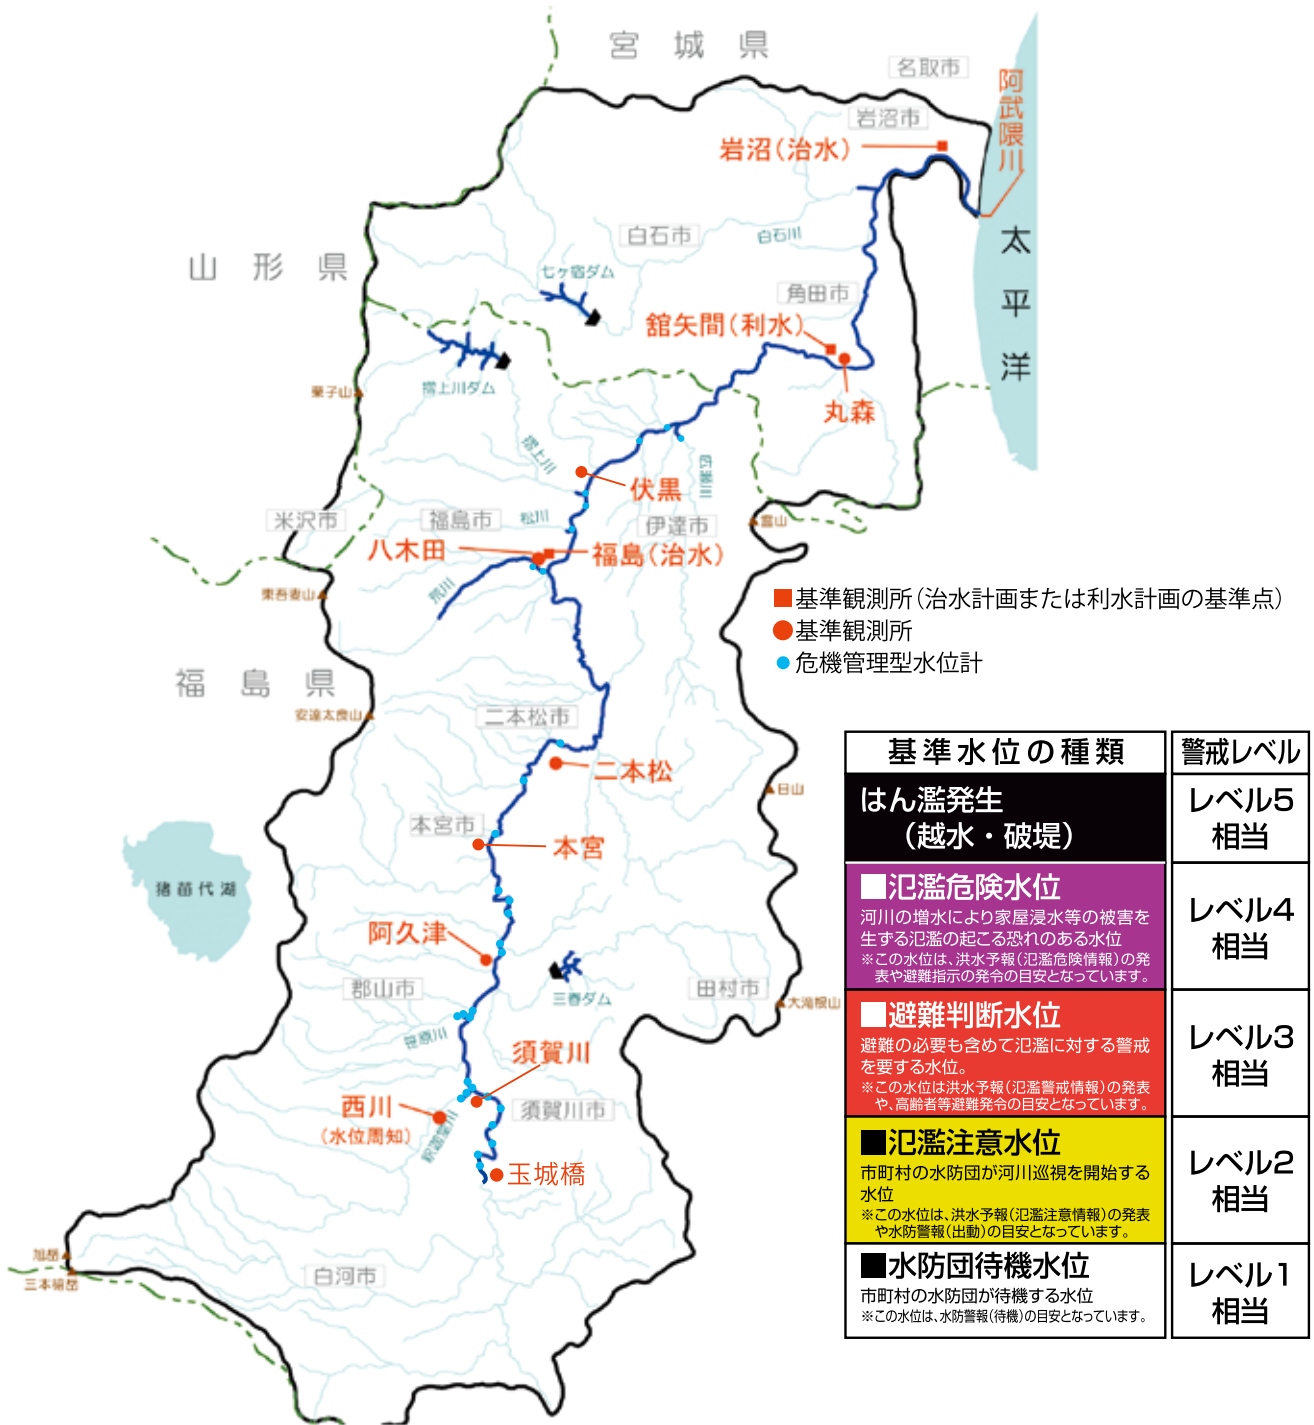 宮城県
名取市
阿武隈川
岩沼市
岩沼(治水)
太平洋
白石市
白石川
山形県
七ヶ宿ダム
角田市
舘矢間(利水)
摺上川ダム
栗子山
丸森
摺上川
広瀬川
伏黒
米沢市
福島市
松川
伊達市
霊山
八木田
福島(治水)
荒川
東吾妻山
■基準観測所(治水計画または利水計画の基準点)
●基準観測所
●危機管理型水位計
福島県
安達太良山
二本松市
二本松
日山
本宮市
本宮
猪苗代湖
阿久津
郡山市
三春ダム
田村市
大滝根山
笹原川
須賀川
西川
(水位周知)
釈迦堂川
須賀川市
玉城橋
旭岳
三本槍岳
白河市
基準水位の種類
警戒レベル
はん濫発生
(越水・破堤)
レベル5
相当
■氾濫危険水位
河川の増水により家屋浸水等の被害を
生ずる氾濫の起こる恐れのある水位
※この水位は、洪水予報(氾濫危険情報)の発
表や避難指示の発令の目安となっています。
レベル4
相当
■避難判断水位
避難の必要も含めて氾濫に対する警戒
を要する水位。
※この水位は洪水予報(氾濫警戒情報)の発表
や、高齢者等避難発令の目安となっています。
レベル3
相当
■氾濫注意水位
市町村の水防団が河川巡視を開始する
水位
※この水位は、洪水予報(氾濫注意情報)の発表
や水防警報(出動)の目安となっています。
レベル2
相当
■水防団待機水位
市町村の水防団が待機する水位
※この水位は、水防警報(待機)の目安となっています。
レベル1
相当